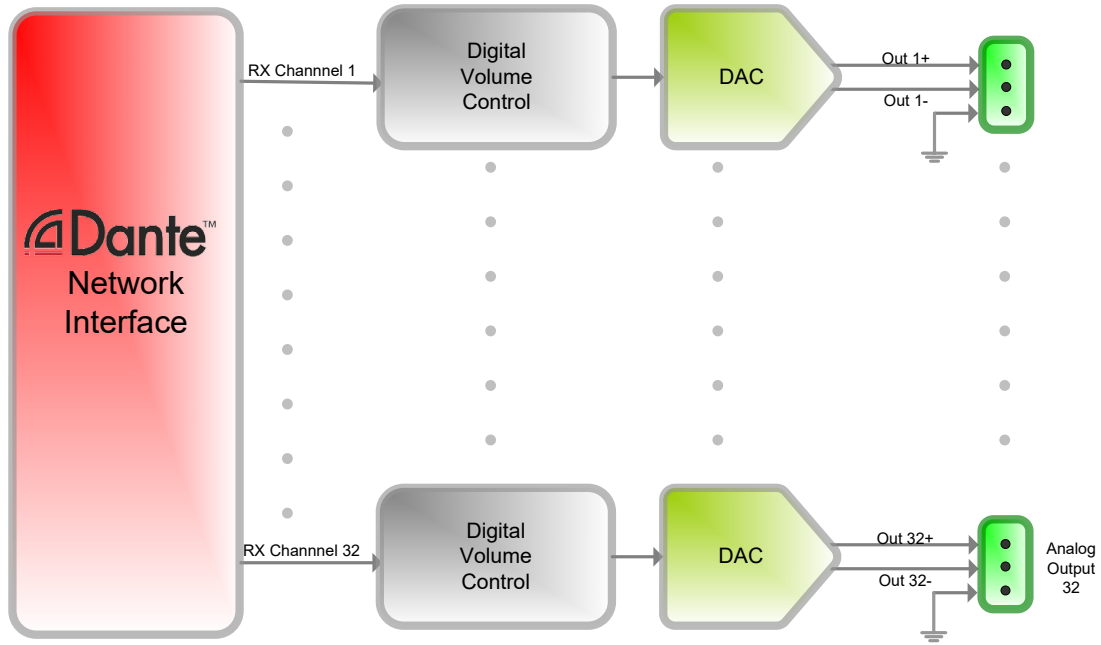 Dante™
Network
Interface
RX Channnel 1
Digital
Volume
Control
DAC
Out 1+
Out 1-
RX Channnel 32
Digital
Volume
Control
DAC
Out 32+
Out 32-
Analog
Output
32